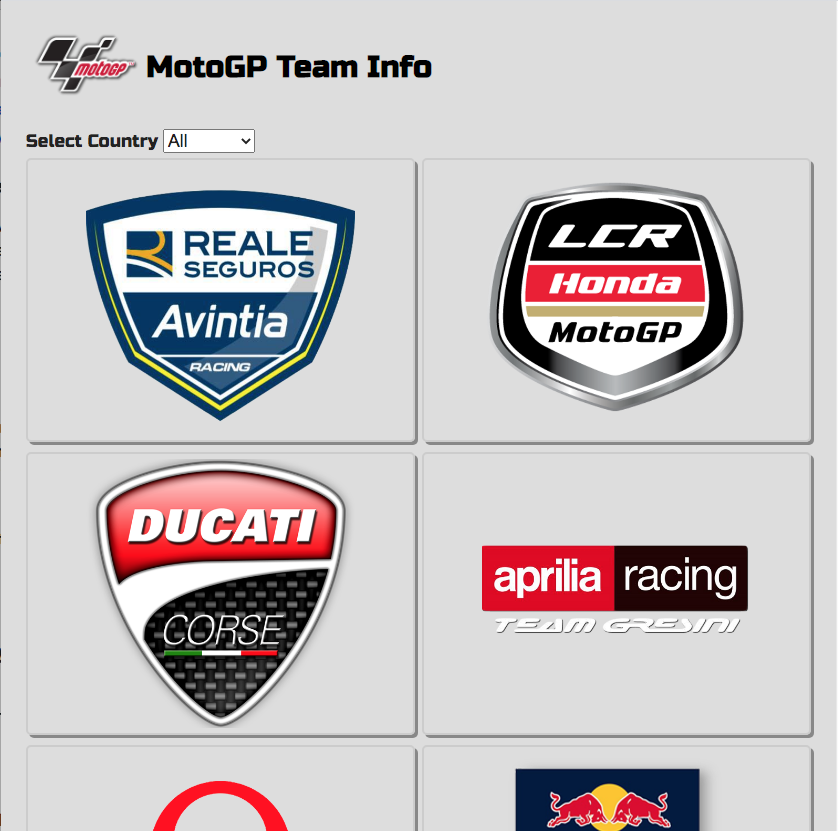 motoGP
MotoGP Team Info
Select Country All
REALE
SEGUROS
Avintia
RACING
LCR
Honda
MotoGP
DUCATI
CORSE
aprilia racing
TEAM GRESINI